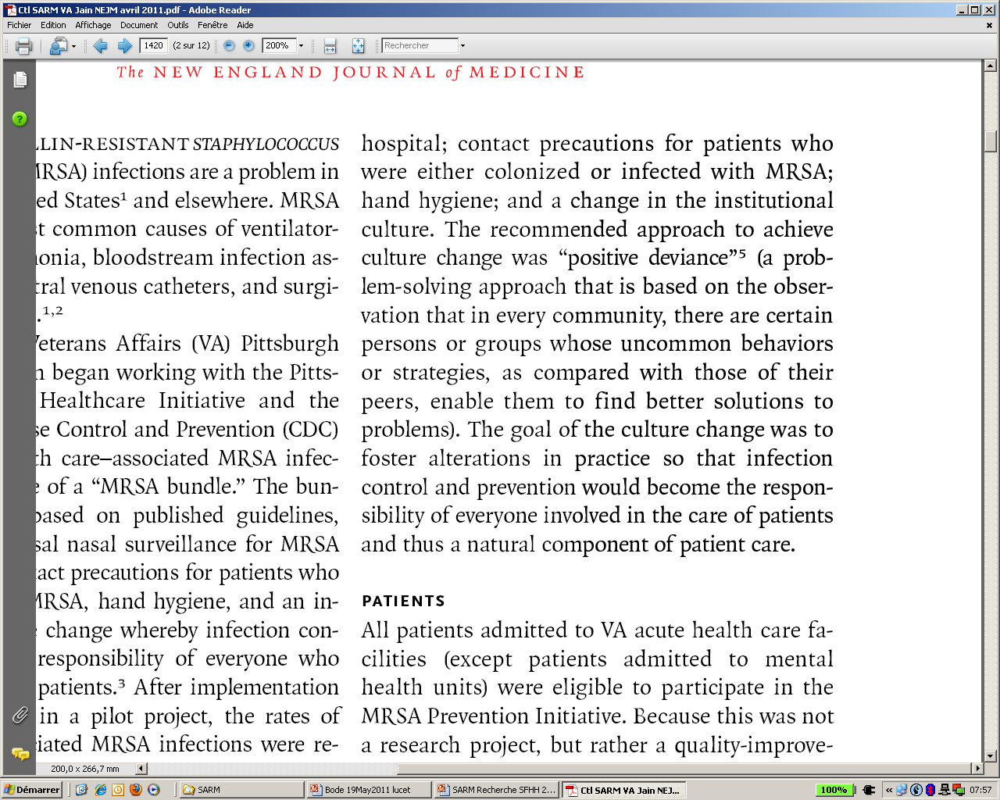 Ctl SARM VA Jain NEJM avril 2011.pdf - Adobe Reader
Fichier Edition Affichage Document Outils Fenêtre Aide
1420 (2 sur 12) 200% Rechercher
The NEW ENGLAND JOURNAL of MEDICINE
LLIN-RESISTANT STAPHYLOCOCCUS
MRSA) infections are a problem in
ed States1 and elsewhere. MRSA
st common causes of ventilator-
onia, bloodstream infection as-
tral venous catheters, and surgi-
.1,2
Veterans Affairs (VA) Pittsburgh
n began working with the Pitts-
Healthcare Initiative and the
se Control and Prevention (CDC)
th care–associated MRSA infec-
e of a “MRSA bundle.” The bun-
based on published guidelines,
sal nasal surveillance for MRSA
tact precautions for patients who
MRSA, hand hygiene, and an in-
e change whereby infection con-
responsibility of everyone who
patients.3 After implementation
in a pilot project, the rates of
ciated MRSA infections were re-
hospital; contact precautions for patients who
were either colonized or infected with MRSA;
hand hygiene; and a change in the institutional
culture. The recommended approach to achieve
culture change was “positive deviance”5 (a prob-
lem-solving approach that is based on the obser-
vation that in every community, there are certain
persons or groups whose uncommon behaviors
or strategies, as compared with those of their
peers, enable them to find better solutions to
problems). The goal of the culture change was to
foster alterations in practice so that infection
control and prevention would become the respon-
sibility of everyone involved in the care of patients
and thus a natural component of patient care.
PATIENTS
All patients admitted to VA acute health care fa-
cilities (except patients admitted to mental
health units) were eligible to participate in the
MRSA Prevention Initiative. Because this was not
a research project, but rather a quality-improve-
200,0 x 266,7 mm
Démarrer SARM Bode 19May2011 lucet SARM Recherche SFHH 2... Ctl SARM VA Jain NEJ... 100% « 07:57